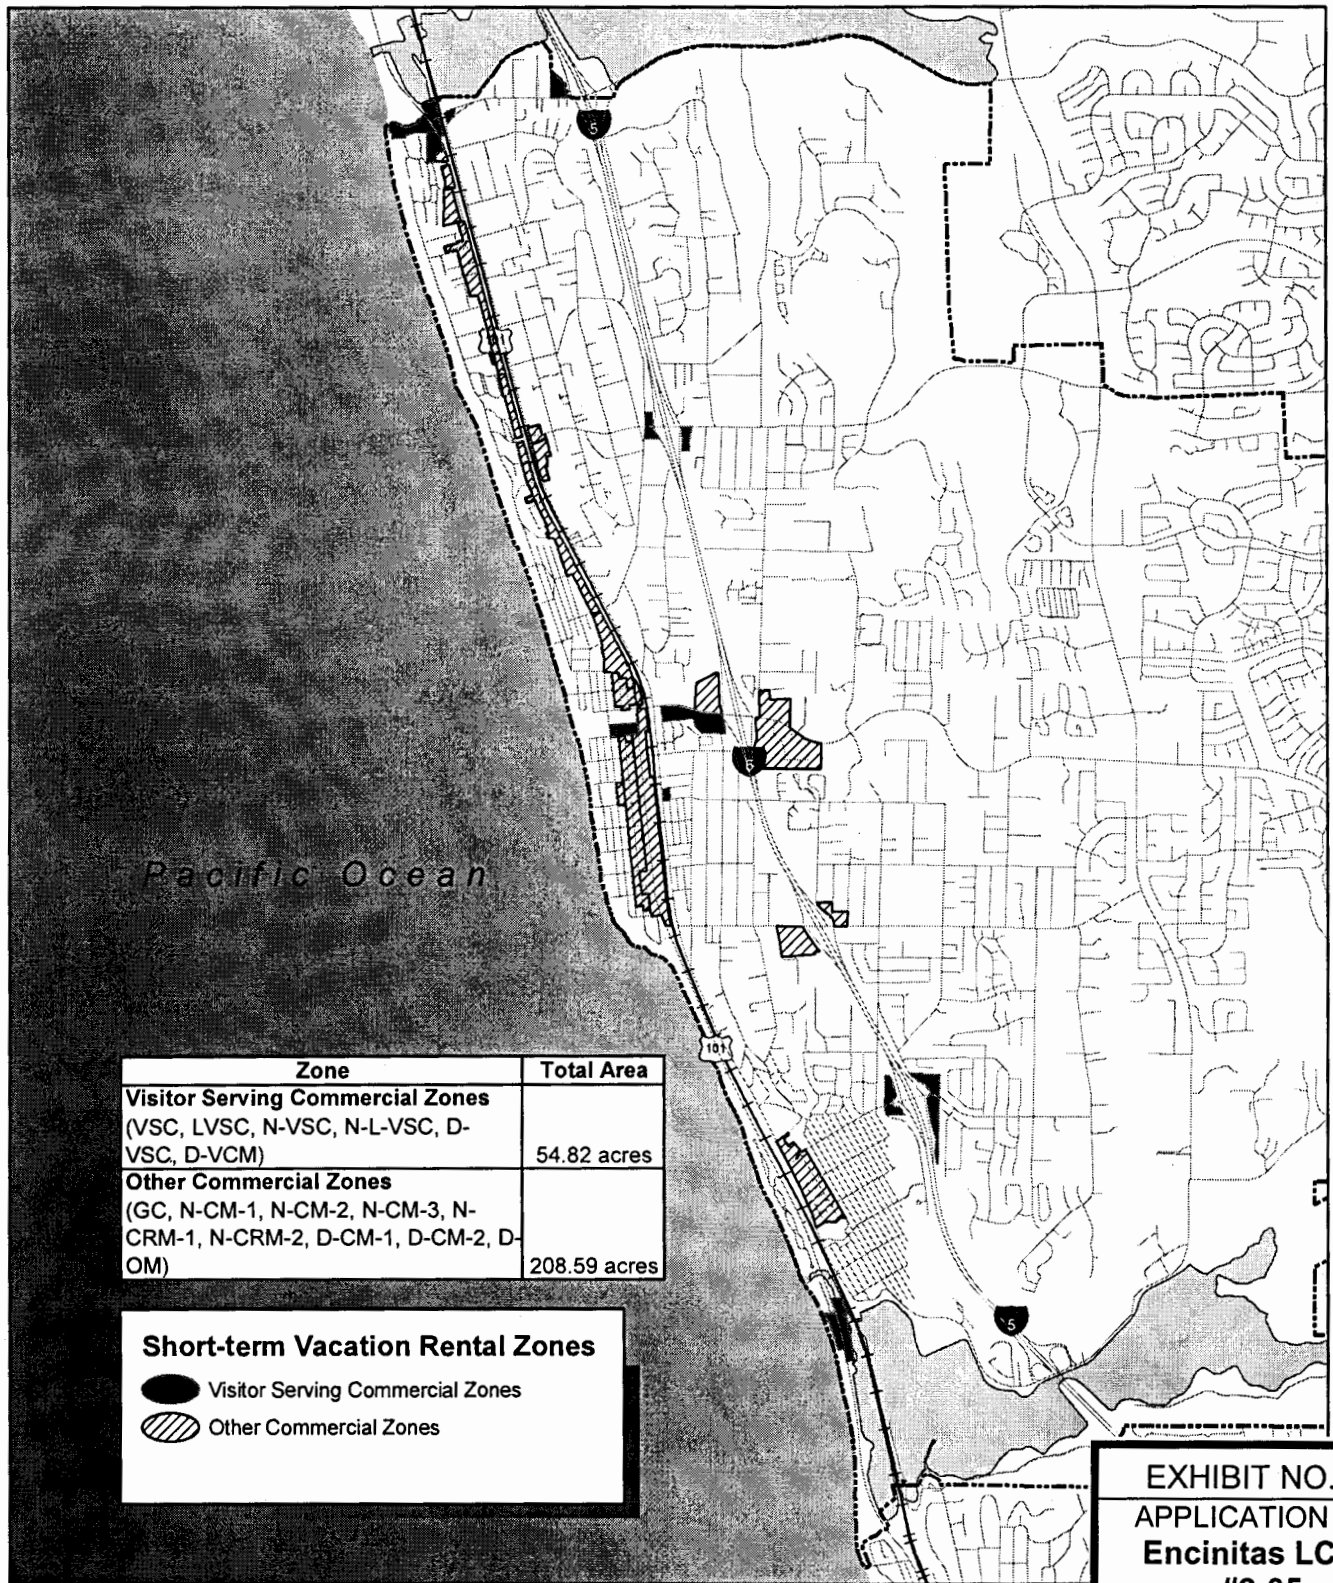 5
5
Pacific Ocean
101
Zone Total Area
Visitor Serving Commercial Zones
(VSC, LVSC, N-VSC, N-L-VSC, D-
VSC, D-VCM) 54.82 acres
Other Commercial Zones
(GC, N-CM-1, N-CM-2, N-CM-3, N-
CRM-1, N-CRM-2, D-CM-1, D-CM-2, D-
OM) 208.59 acres
5
Short-term Vacation Rental Zones
Visitor Serving Commercial Zones
Other Commercial Zones
EXHIBIT NO.
APPLICATION
Encinitas LC